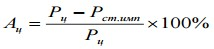 Aц = (Pц − Pст.имп) / Pц × 100%